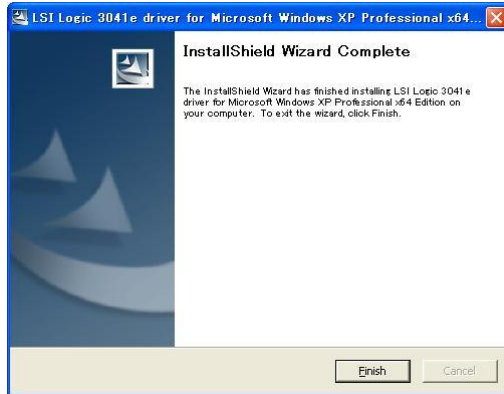 LSI Logic 3041e driver for Microsoft Windows XP Professional x64...
InstallShield Wizard Complete
The InstallShield Wizard has finished installing LSI Logic 3041e
driver for Microsoft Windows XP Professional x64 Edition on
your computer. To exit the wizard, click Finish.
Finish
Cancel